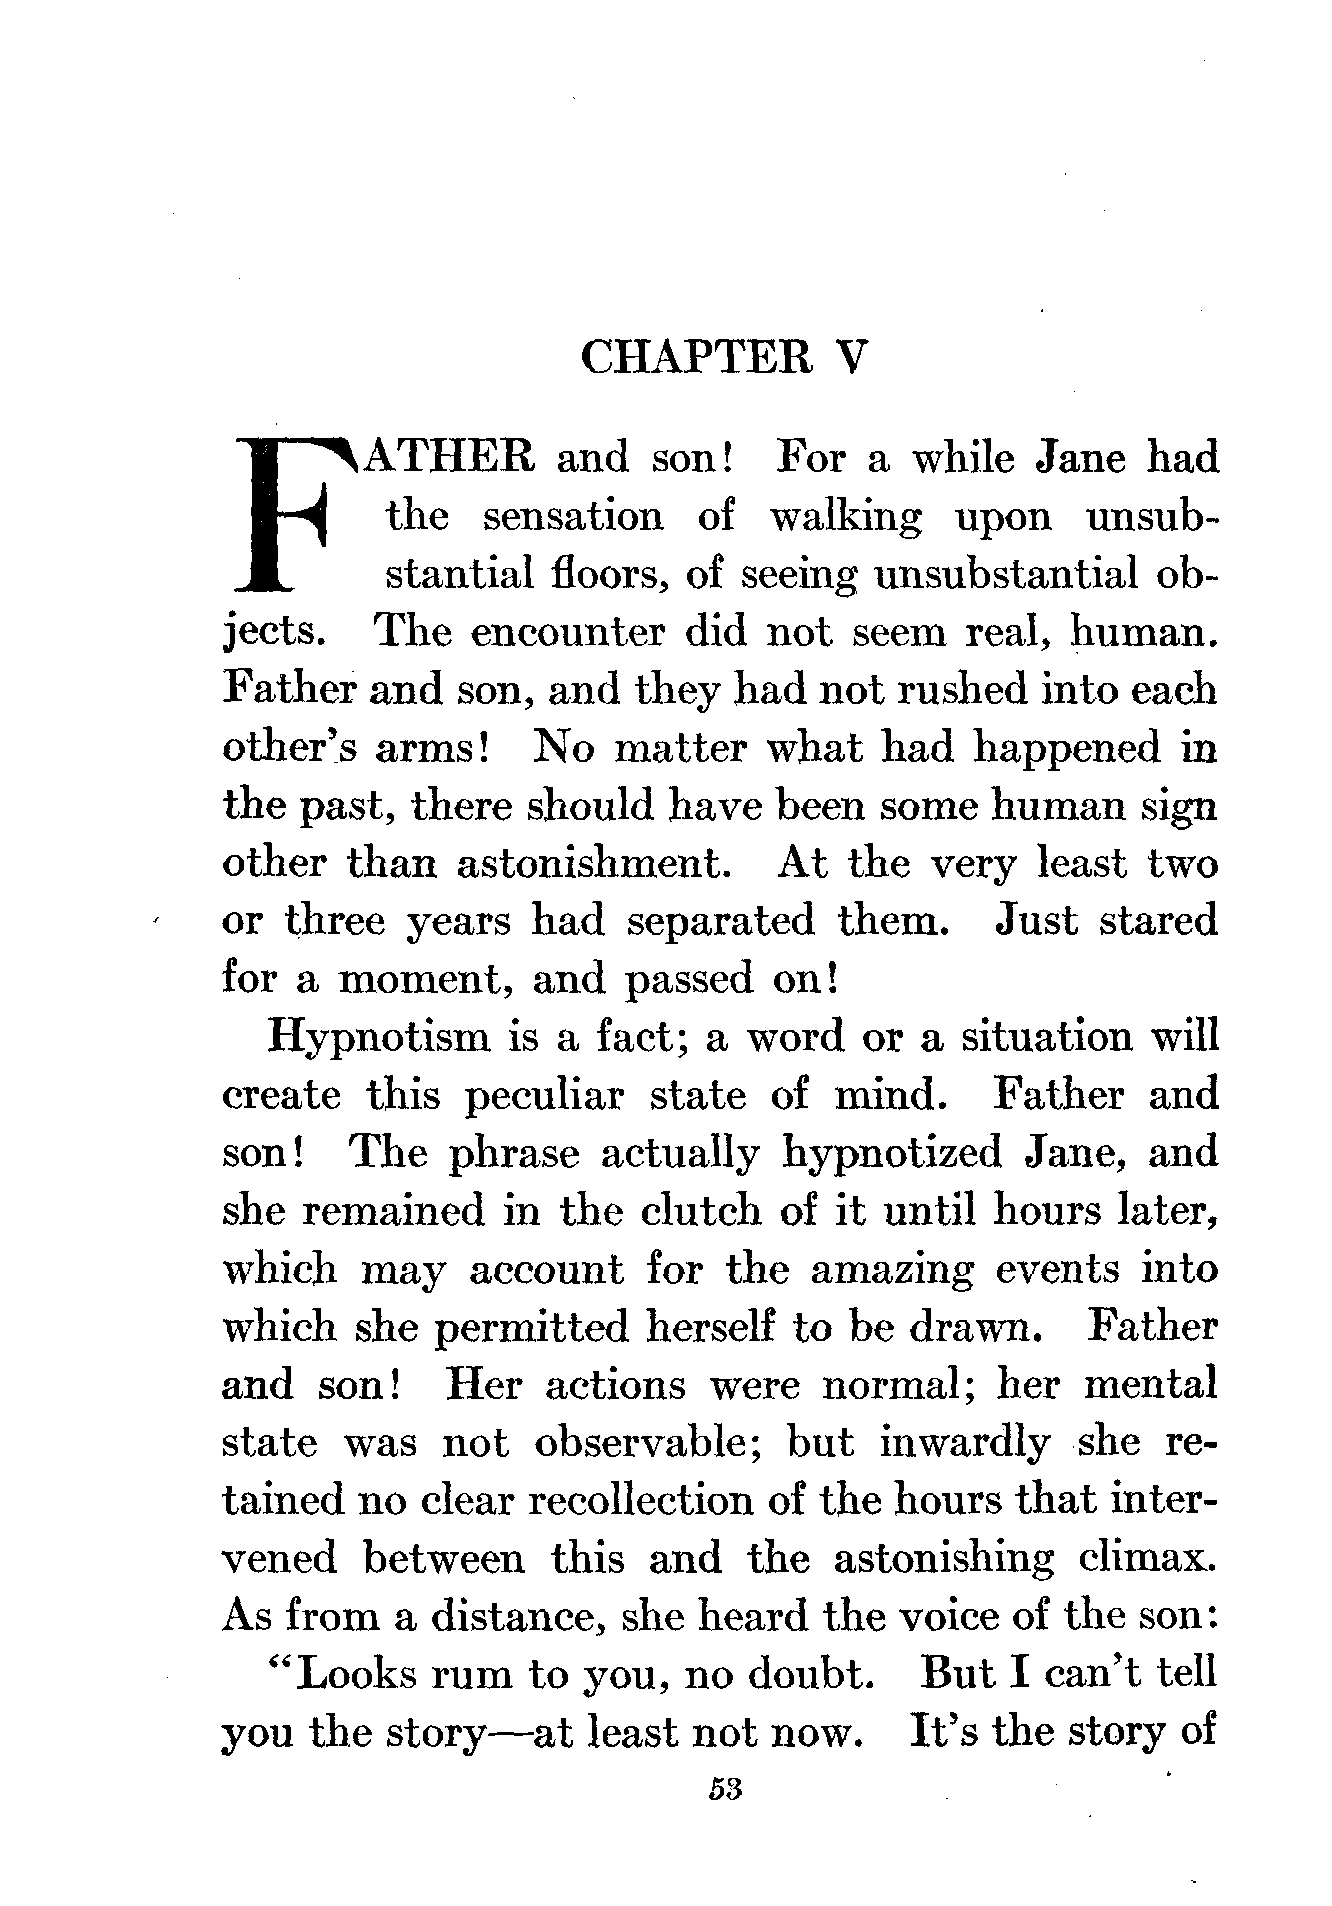 CHAPTER V
FATHER and son! For a while Jane had
the sensation of walking upon unsub-
stantial floors, of seeing unsubstantial ob-
jects. The encounter did not seem real, human.
Father and son, and they had not rushed into each
other's arms! No matter what had happened in
the past, there should have been some human sign
other than astonishment. At the very least two
or three years had separated them. Just stared
for a moment, and passed on!
Hypnotism is a fact; a word or a situation will
create this peculiar state of mind. Father and
son! The phrase actually hypnotized Jane, and
she remained in the clutch of it until hours later,
which may account for the amazing events into
which she permitted herself to be drawn. Father
and son! Her actions were normal; her mental
state was not observable; but inwardly she re-
tained no clear recollection of the hours that inter-
vened between this and the astonishing climax.
As from a distance, she heard the voice of the son:
"Looks rum to you, no doubt. But I can't tell
you the story—at least not now. It's the story of
53